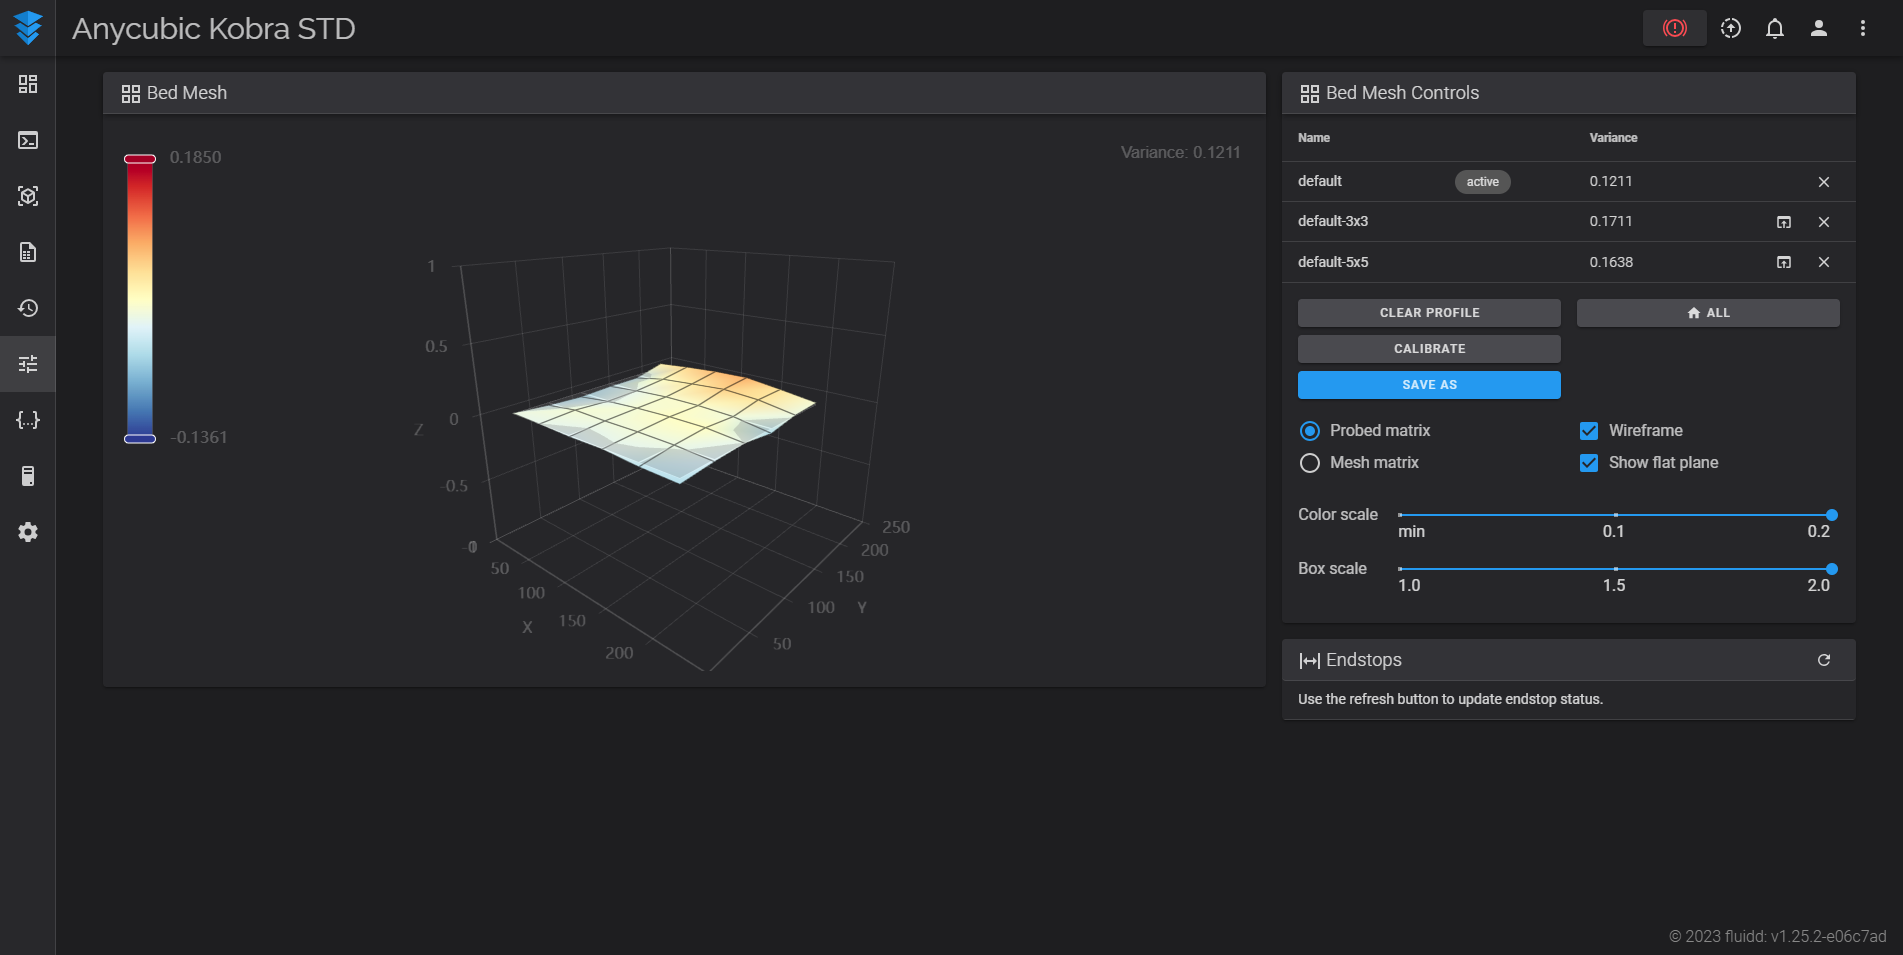 Anycubic Kobra STD
Bed Mesh
0.1850
-0.1361
Variance: 0.1211
1
0.5
0
-0.5
Z
50
100
150
200
X
50
100
150
200
250
Y
Bed Mesh Controls
Name Variance
default active 0.1211
default-3x3 0.1711
default-5x5 0.1638
CLEAR PROFILE
ALL
CALIBRATE
SAVE AS
Probed matrix
Wireframe
Mesh matrix
Show flat plane
Color scale
min 0.1 0.2
Box scale
1.0 1.5 2.0
Endstops
Use the refresh button to update endstop status.
© 2023 fluidd: v1.25.2-e06c7ad